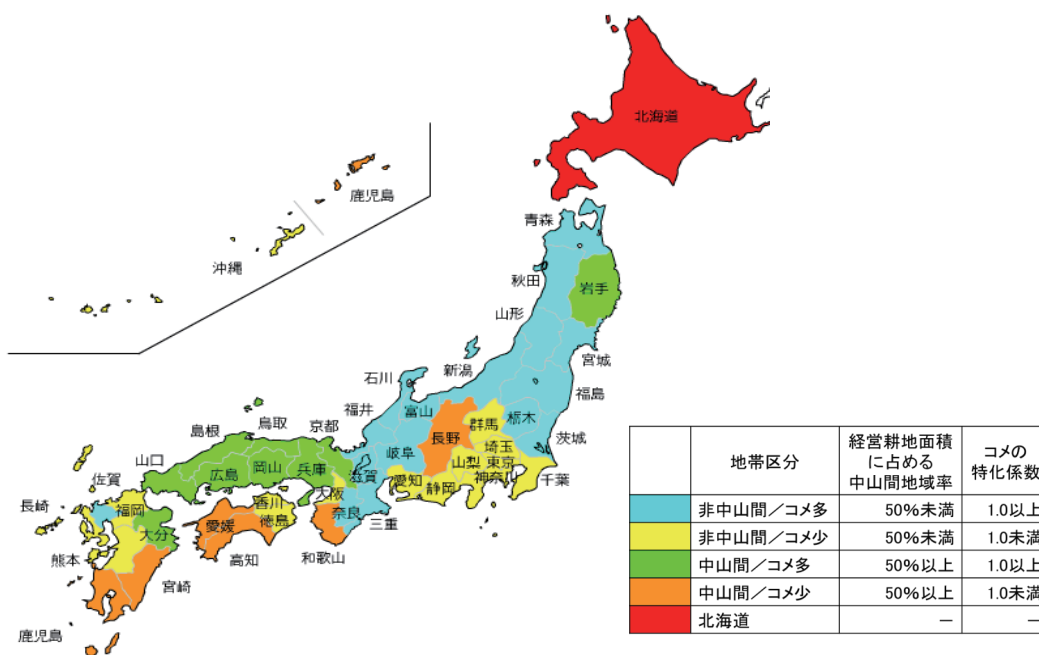 北海道
鹿児島
沖縄
青森
秋田
岩手
山形
宮城
新潟
石川
福島
福井
富山
群馬
栃木
鳥取
京都
島根
長野
茨城
埼玉
岐阜
山口
広島
岡山
兵庫
滋賀
山梨
東京
佐賀
愛知
神奈川
千葉
静岡
大阪
長崎
福岡
香川
奈良
三重
大分
愛媛
徳島
熊本
高知
和歌山
宮崎
鹿児島
地帯区分 経営耕地面積に占める中山間地域率 コメの特化係数
非中山間／コメ多 50%未満 1.0以上
非中山間／コメ少 50%未満 1.0未満
中山間／コメ多 50%以上 1.0以上
中山間／コメ少 50%以上 1.0未満
北海道 － －